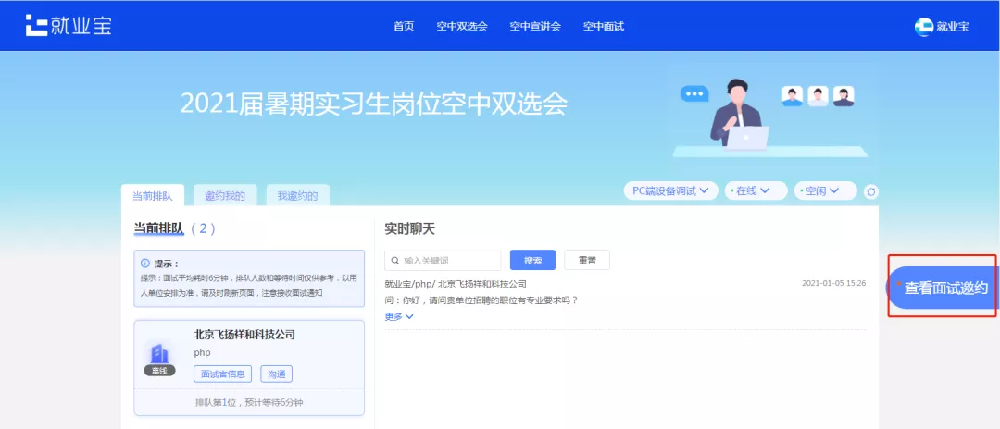 就业宝
首页
空中双选会
空中宣讲会
空中面试
就业宝
2021届暑期实习生岗位空中双选会
当前排队
邀约我的
我邀约的
PC端设备调试
在线
空闲
当前排队（2）
提示：
提示：面试平均耗时6分钟，排队人数和等待时间仅供参考，以用
人单位安排为准，请及时刷新页面，注意接收面试通知
北京飞扬祥和科技公司
php
离线
面试官信息
沟通
排队第1位，预计等待6分钟
实时聊天
输入关键词
搜索
重置
就业宝/php/ 北京飞扬祥和科技公司
2021-01-05 15:26
问：你好，请问贵单位招聘的职位有专业要求吗？
更多
查看面试邀约